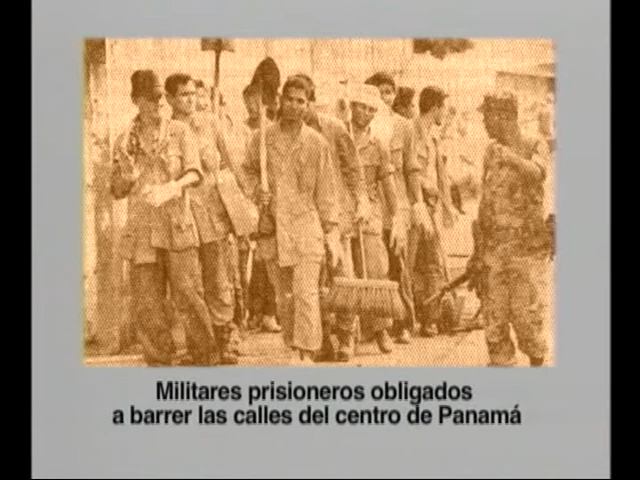 Militares prisioneros obligados
a barrer las calles del centro de Panamá